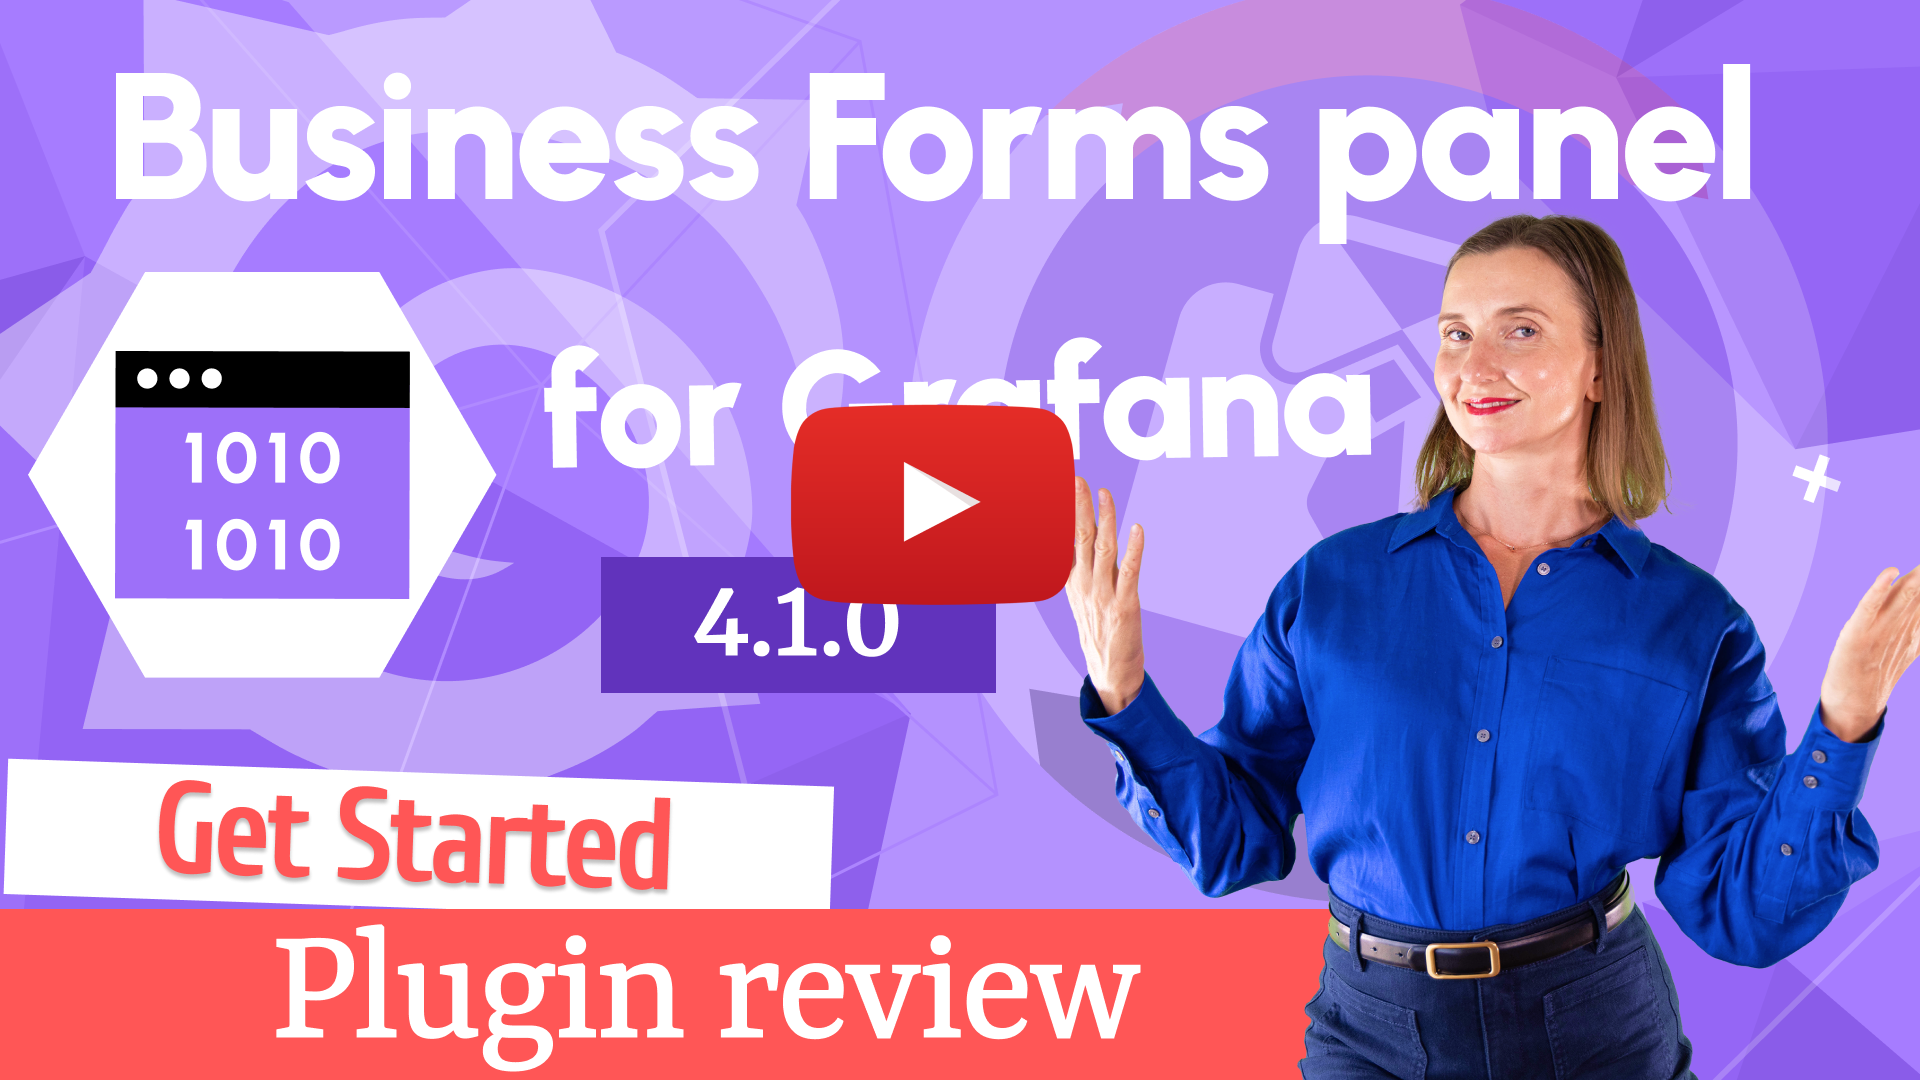 Business Forms panel
for Grafana
1010
1010
4.1.0
Get Started
Plugin review